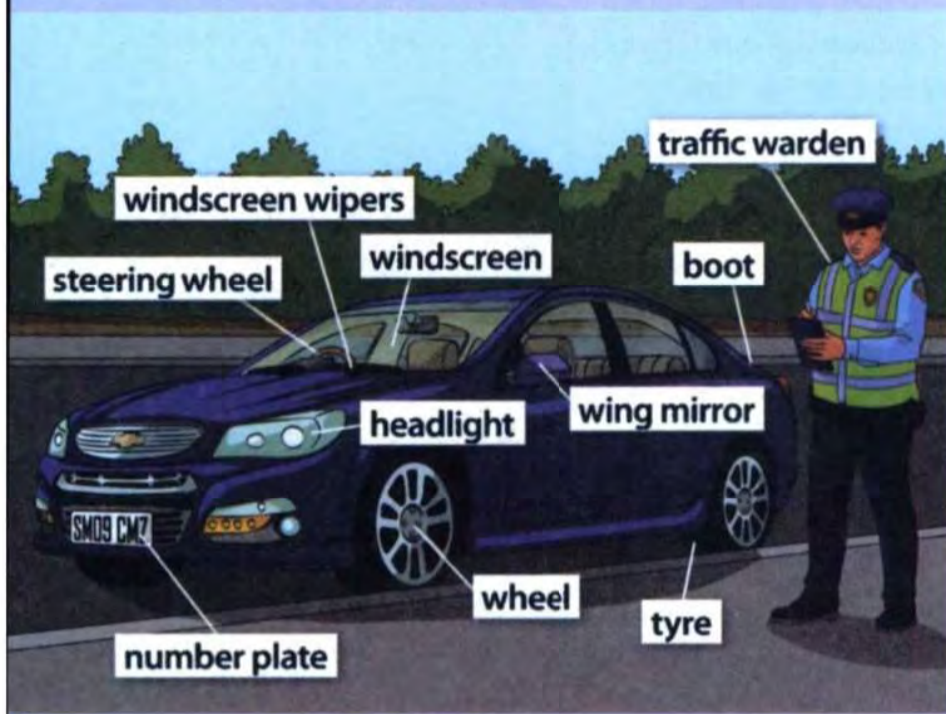 traffic warden
windscreen wipers
windscreen
boot
steering wheel
wing mirror
headlight
SM09 CMZ
wheel
tyre
number plate